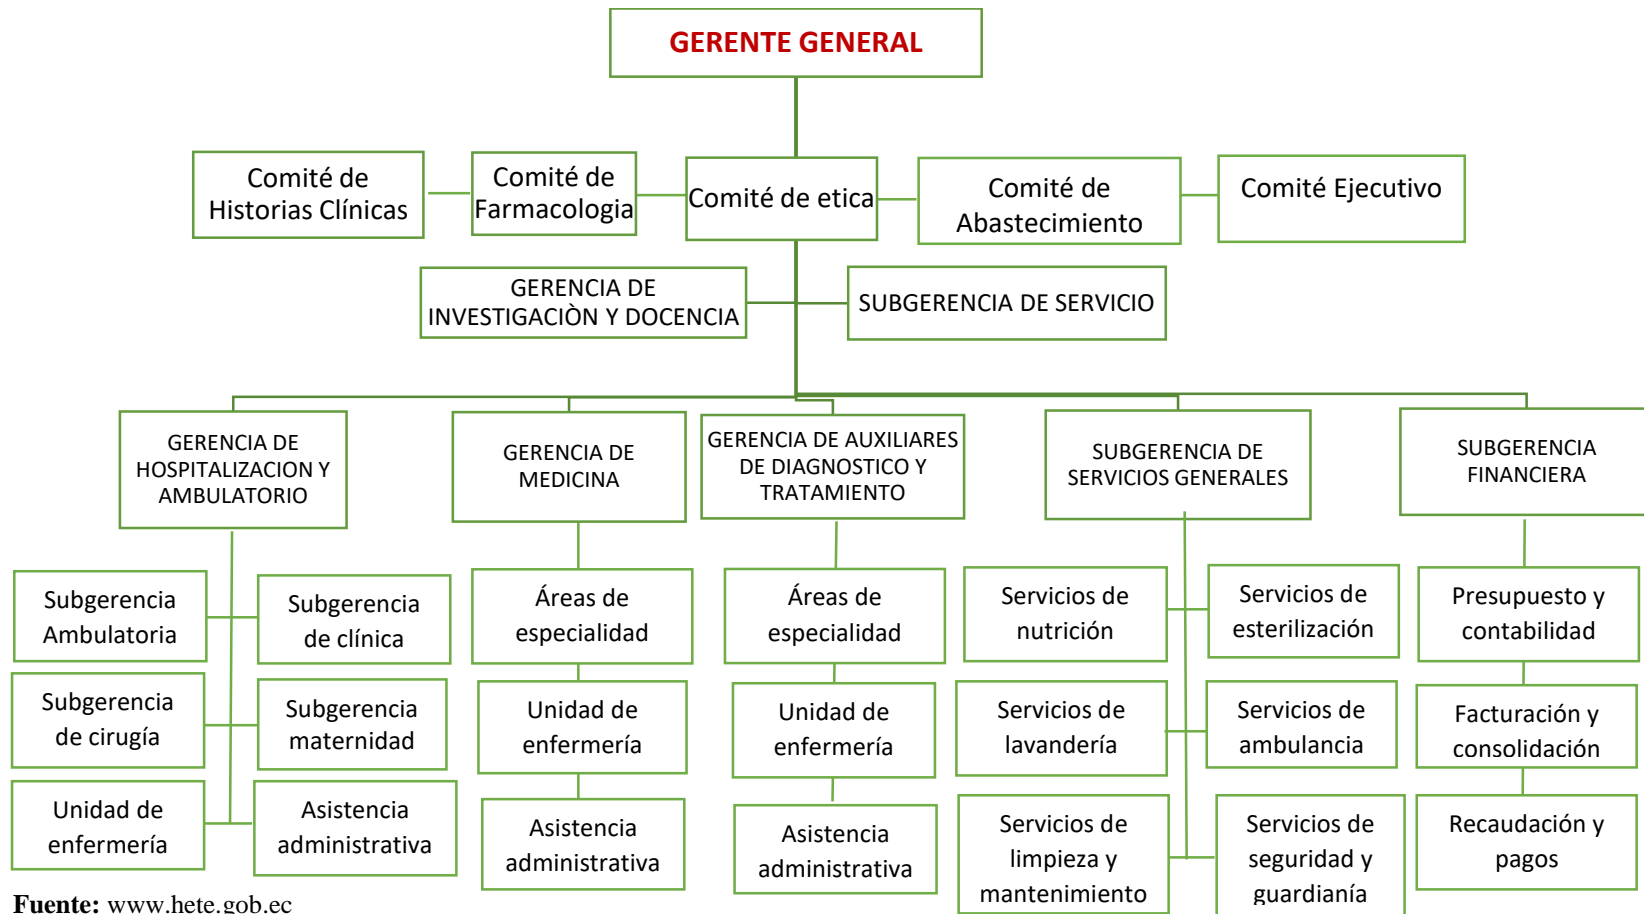 GERENTE GENERAL
Comité de
Historias Clínicas
Comité de
Farmacologia
Comité de etica
Comité de
Abastecimiento
Comité Ejecutivo
GERENCIA DE
INVESTIGACIÒN Y DOCENCIA
SUBGERENCIA DE SERVICIO
GERENCIA DE
HOSPITALIZACION Y
AMBULATORIO
GERENCIA DE
MEDICINA
GERENCIA DE AUXILIARES
DE DIAGNOSTICO Y
TRATAMIENTO
SUBGERENCIA DE
SERVICIOS GENERALES
SUBGERENCIA
FINANCIERA
Subgerencia
Ambulatoria
Subgerencia
de clínica
Áreas de
especialidad
Áreas de
especialidad
Servicios de
nutrición
Servicios de
esterilización
Presupuesto y
contabilidad
Subgerencia
de cirugía
Subgerencia
maternidad
Unidad de
enfermería
Unidad de
enfermería
Servicios de
lavandería
Servicios de
ambulancia
Facturación y
consolidación
Unidad de
enfermería
Asistencia
administrativa
Asistencia
administrativa
Asistencia
administrativa
Servicios de
limpieza y
mantenimiento
Servicios de
seguridad y
guardianía
Recaudación y
pagos
Fuente: www.hete.gob.ec